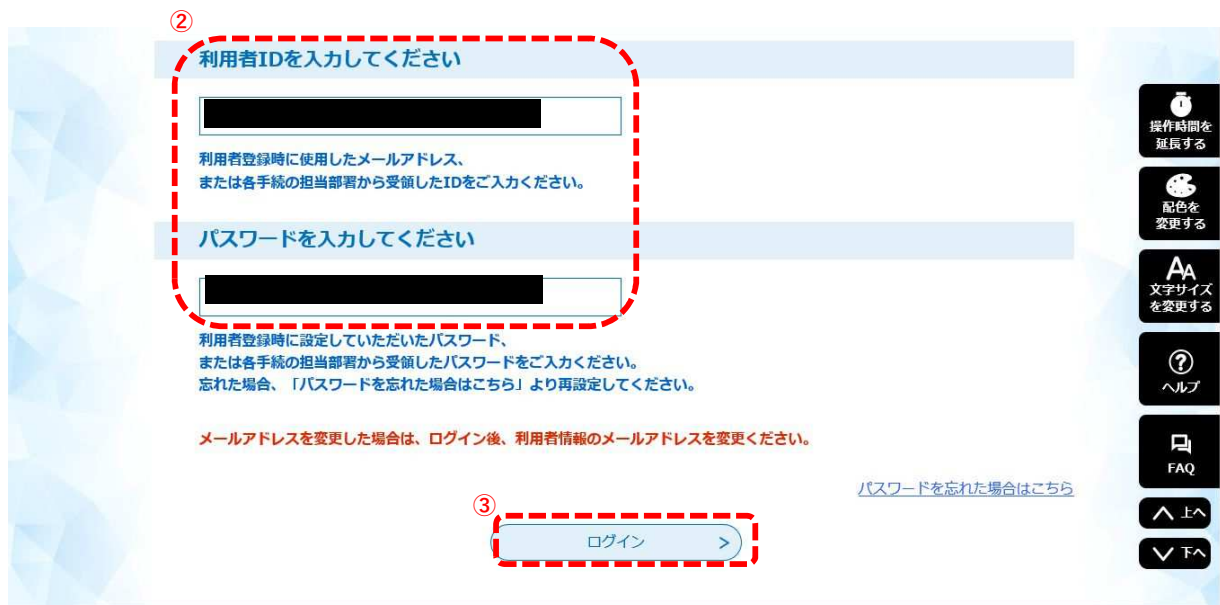 ②
利用者IDを入力してください
利用者登録時に使用したメールアドレス、
または各手続の担当部署から受領したIDをご入力ください。
パスワードを入力してください
利用者登録時に設定していただいたパスワード、
または各手続の担当部署から受領したパスワードをご入力ください。
忘れた場合、「パスワードを忘れた場合はこちら」より再設定してください。
メールアドレスを変更した場合は、ログイン後、利用者情報のメールアドレスを変更ください。
パスワードを忘れた場合はこちら
③
ログイン >
操作時間を
延長する
配色を
変更する
AA
文字サイズ
を変更する
?
ヘルプ
FAQ
上へ
下へ